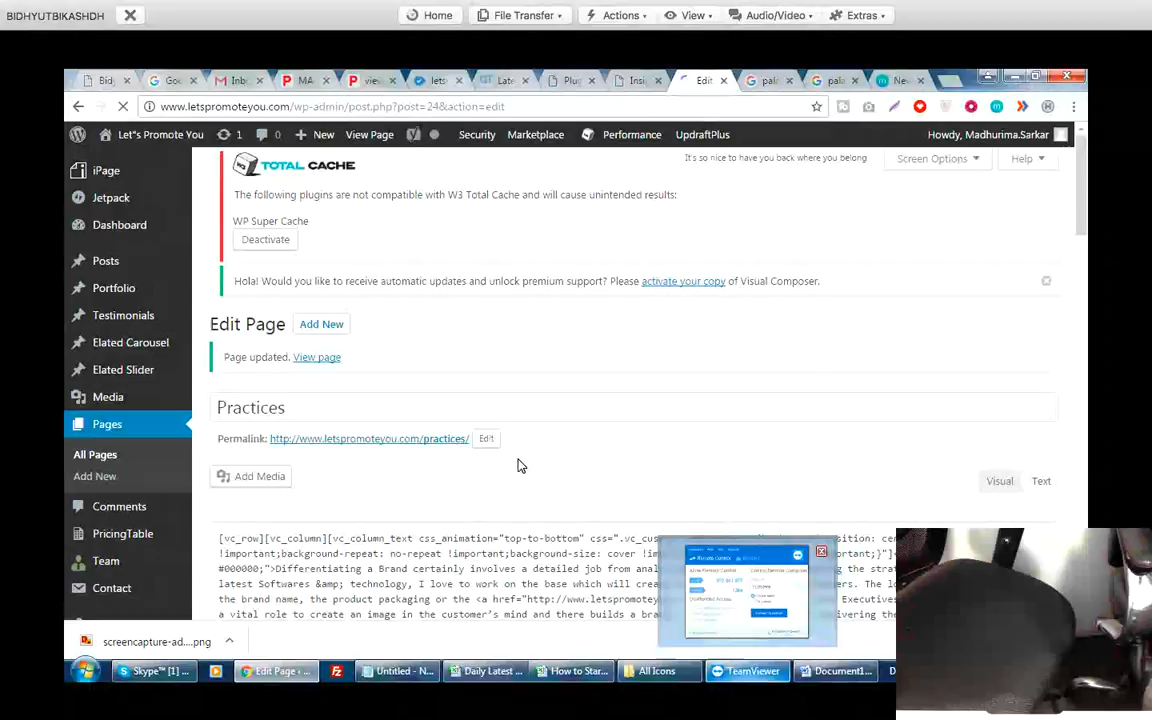 BIDHYUTBIKASHDH
Home File Transfer Actions View Audio/Video Extras
Inb MA view lets Late Plug Insi Edit pala pala
www.letspromoteyou.com/wp-admin/post.php?post=24&action=edit
Let"s Promote You 1 0 New View Page Security Marketplace Performance UpdraftPlus Howdy, Madhurima.Sarkar
iPage
Jetpack
Dashboard
Posts
Portfolio
Testimonials
Elated Carousel
Elated Slider
Media
Pages
All Pages
Add New
Comments
PricingTable
Team
Contact
TOTAL CACHE It's so nice to have you back where you belong Screen Options Help
The following plugins are not compatible with W3 Total Cache and will cause unintended results:
WP Super Cache
Deactivate
Hola! Would you like to receive automatic updates and unlock premium support? Please activate your copy of Visual Composer.
Edit Page Add New
Page updated. View page
Practices
Permalink: http://www.letspromoteyou.com/practices/ Edit
Add Media Visual Text
[vc_row][vc_column][vc_column_text css_animation="top-to-bottom" css=".vc_cus
!important;background-repeat: no-repeat !important;background-size: cover !im
#000000;">Differentiating a Brand certainly involves a detailed job from anal
latest Softwares &amp; technology, I love to work on the base which will crea
the brand name, the product packaging or the <a href="http://www.letspromoteyo
a vital role to create an image in the customer's mind and there builds a bra
screencapture-ad....png
Skype™ [1] ... Edit Page ‹ ... Untitled - N... Daily Latest ... How to Star... All Icons TeamViewer Document1...